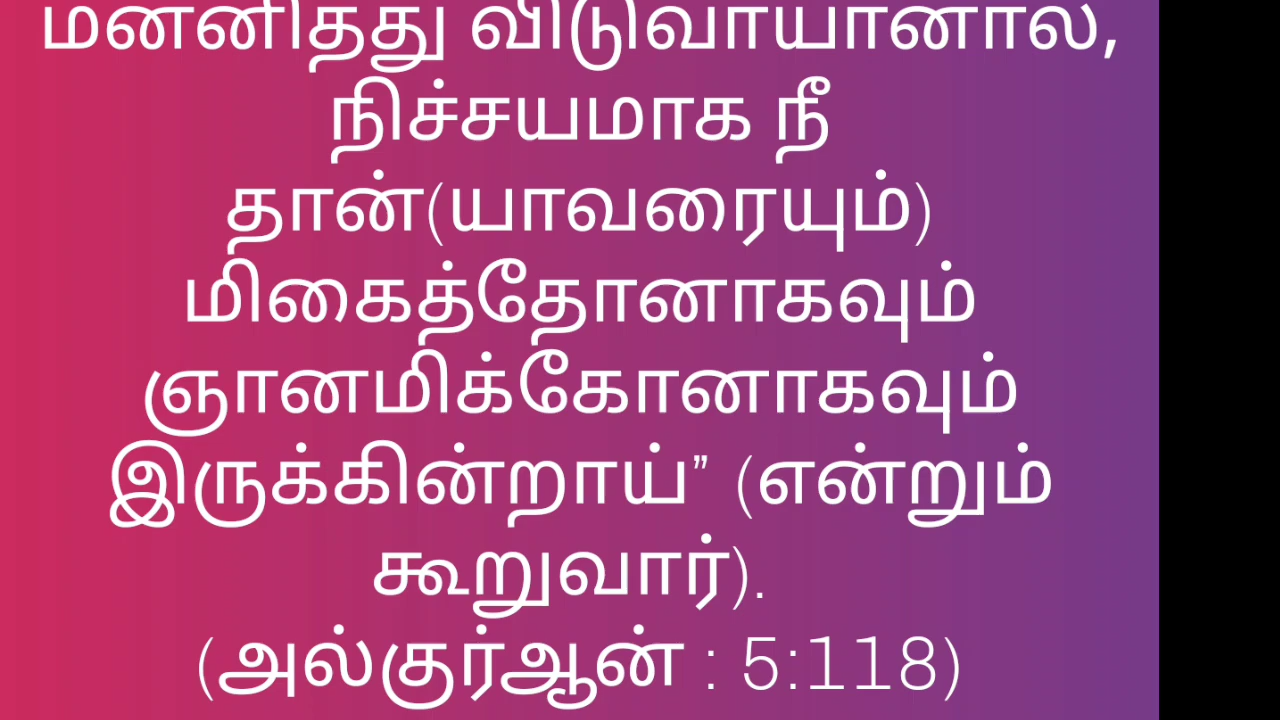 மன்னித்து விடுவாயானால்,
நிச்சயமாக நீ
தான்(யாவரையும்)
மிகைத்தோனாகவும்
ஞானமிக்கோனாகவும்
இருக்கின்றாய்” (என்றும்
கூறுவார்).
(அல்குர்ஆன் : 5:118)